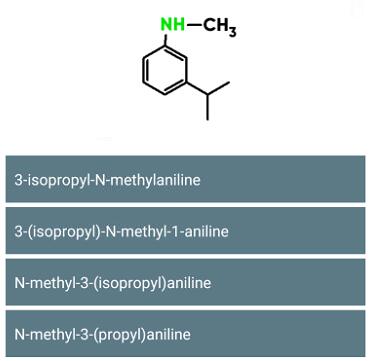 NH–CH₃
3-isopropyl-N-methylaniline
3-(isopropyl)-N-methyl-1-aniline
N-methyl-3-(isopropyl)aniline
N-methyl-3-(propyl)aniline